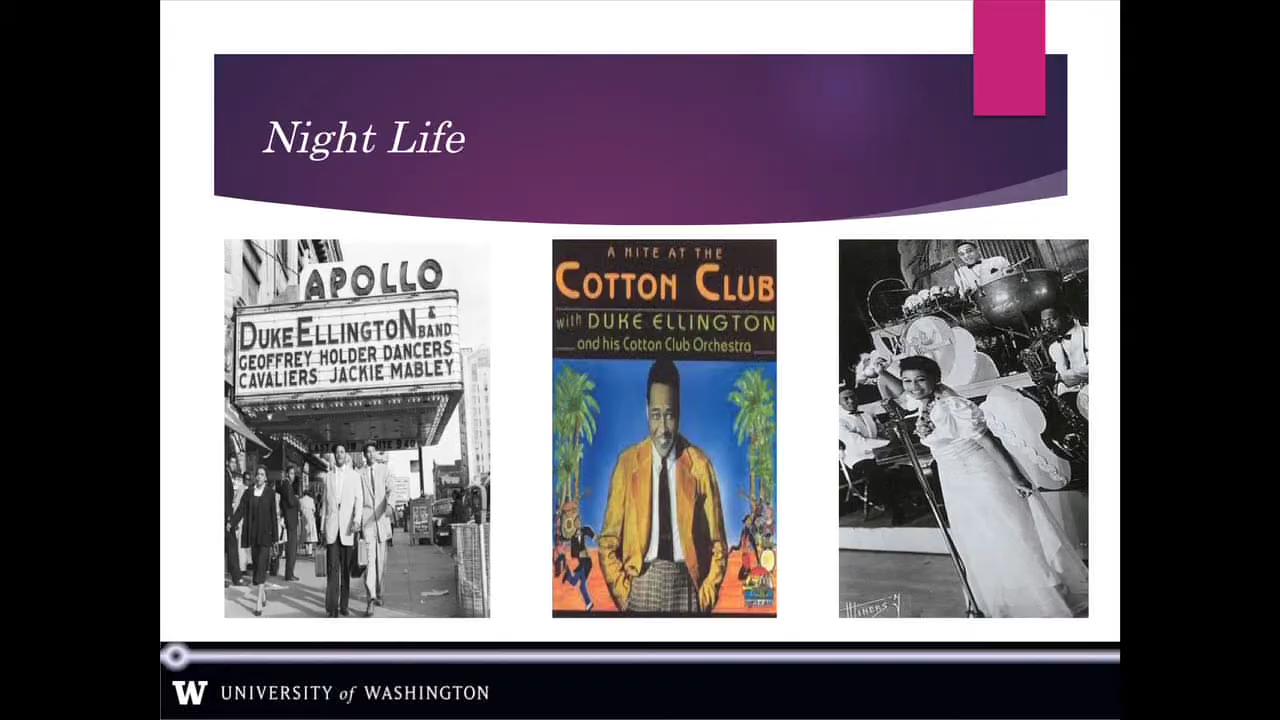 Night Life
APOLLO
DUKE ELLINGTON & BAND
GEOFFREY HOLDER DANCERS
CAVALIERS JACKIE MABLEY
A NITE AT THE
COTTON CLUB
with DUKE ELLINGTON
and his Cotton Club Orchestra
W UNIVERSITY of WASHINGTON